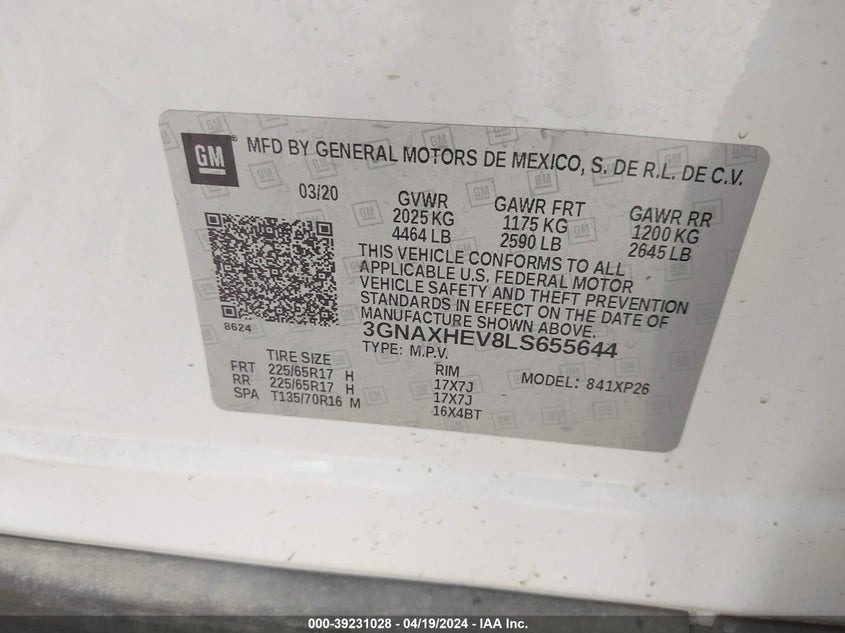 GM
MFD BY GENERAL MOTORS DE MEXICO, S. DE R.L. DE C.V.
03/20
GVWR GAWR FRT GAWR RR
2025 KG 1175 KG 1200 KG
4464 LB 2590 LB 2645 LB
THIS VEHICLE CONFORMS TO ALL
APPLICABLE U.S. FEDERAL MOTOR
VEHICLE SAFETY AND THEFT PREVENTION
STANDARDS IN EFFECT ON THE DATE OF
MANUFACTURE SHOWN ABOVE.
8624
3GNAXHEV8LS655644
TYPE: M.P.V.
TIRE SIZE RIM MODEL: 841XP26
FRT 225/65R17 H 17X7J
RR 225/65R17 H 17X7J
SPA T135/70R16 M 16X4BT
000-39231028 - 04/19/2024 - IAA Inc.